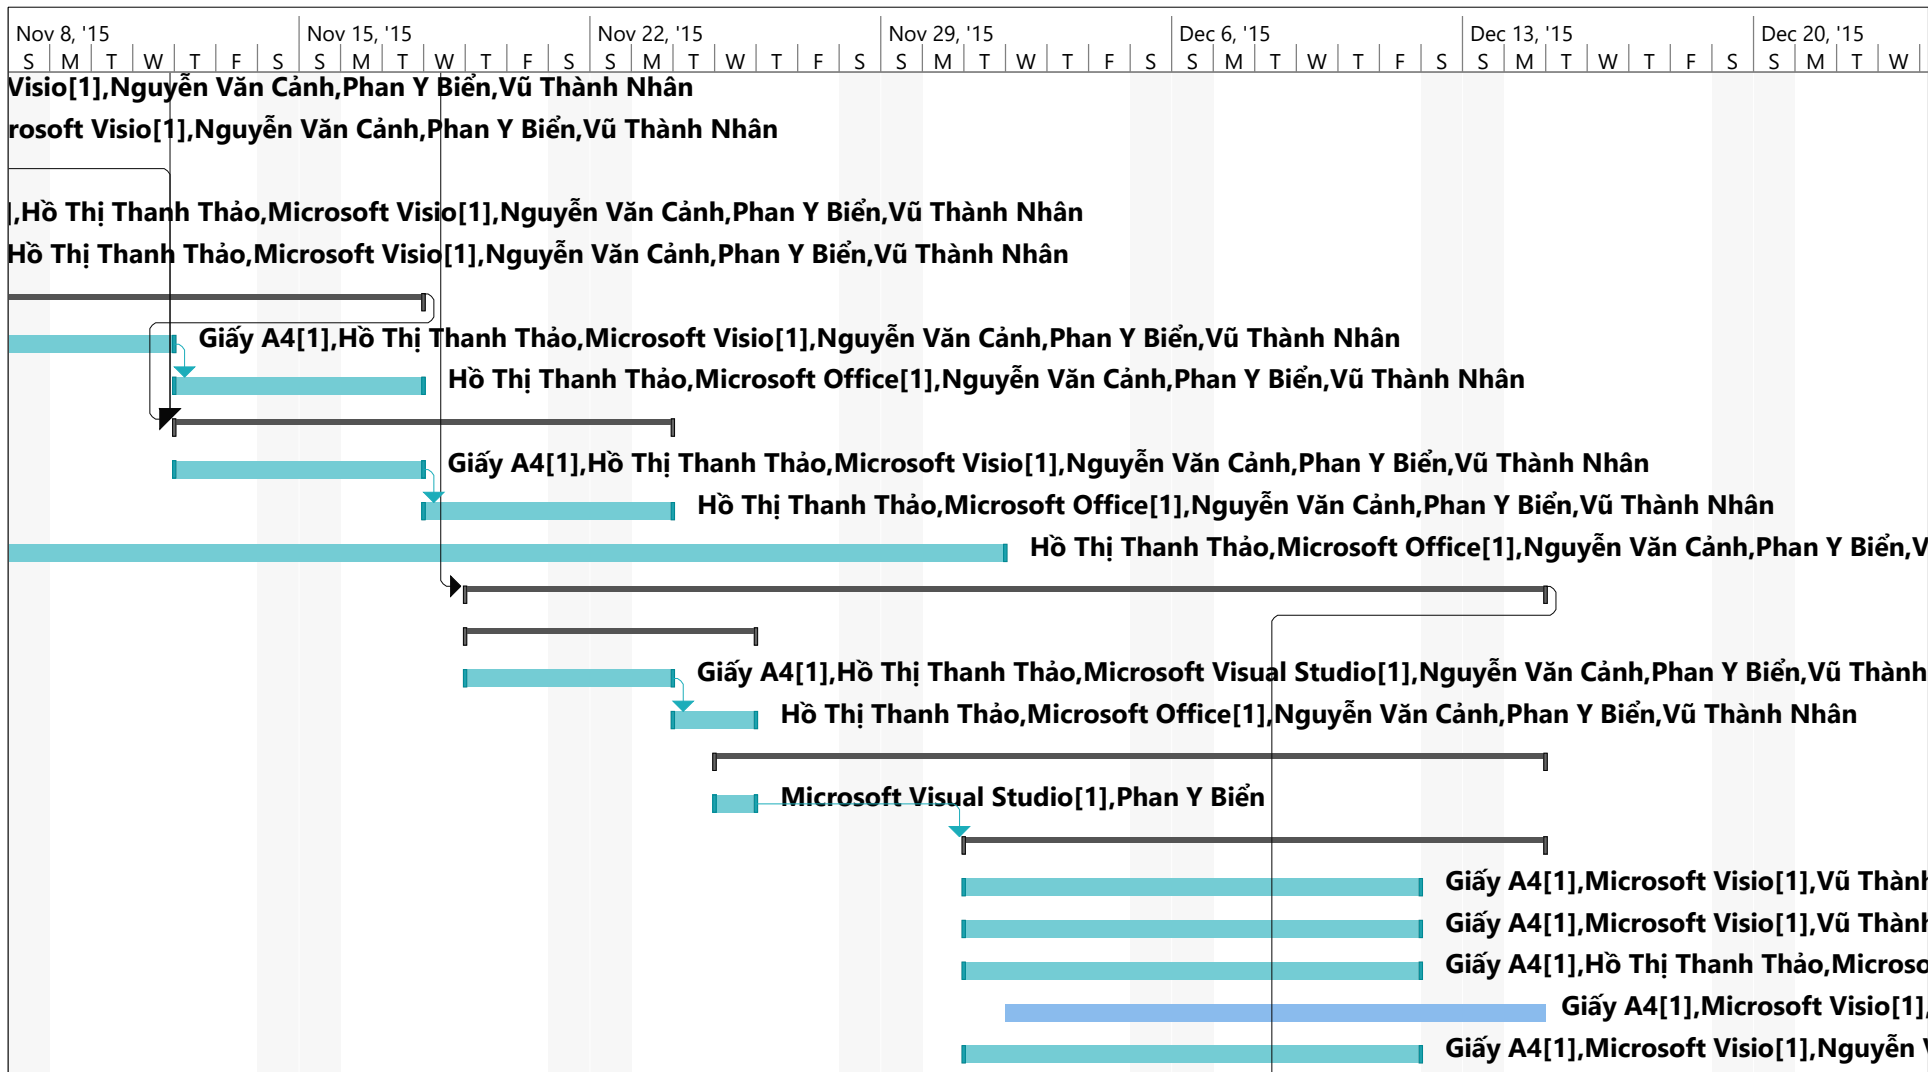 Nov 8, '15 Nov 15, '15 Nov 22, '15 Nov 29, '15 Dec 6, '15 Dec 13, '15 Dec 20, '15
S M T W T F S S M T W T F S S M T W T F S S M T W T F S S M T W T F S S M T W T F S S M T W
Visio[1],Nguyễn Văn Cảnh,Phan Y Biển,Vũ Thành Nhân
rosoft Visio[1],Nguyễn Văn Cảnh,Phan Y Biển,Vũ Thành Nhân
],Hồ Thị Thanh Thảo,Microsoft Visio[1],Nguyễn Văn Cảnh,Phan Y Biển,Vũ Thành Nhân
Hồ Thị Thanh Thảo,Microsoft Visio[1],Nguyễn Văn Cảnh,Phan Y Biển,Vũ Thành Nhân
Giấy A4[1],Hồ Thị Thanh Thảo,Microsoft Visio[1],Nguyễn Văn Cảnh,Phan Y Biển,Vũ Thành Nhân
Hồ Thị Thanh Thảo,Microsoft Office[1],Nguyễn Văn Cảnh,Phan Y Biển,Vũ Thành Nhân
Giấy A4[1],Hồ Thị Thanh Thảo,Microsoft Visio[1],Nguyễn Văn Cảnh,Phan Y Biển,Vũ Thành Nhân
Hồ Thị Thanh Thảo,Microsoft Office[1],Nguyễn Văn Cảnh,Phan Y Biển,Vũ Thành Nhân
Hồ Thị Thanh Thảo,Microsoft Office[1],Nguyễn Văn Cảnh,Phan Y Biển,V
Giấy A4[1],Hồ Thị Thanh Thảo,Microsoft Visual Studio[1],Nguyễn Văn Cảnh,Phan Y Biển,Vũ Thành
Hồ Thị Thanh Thảo,Microsoft Office[1],Nguyễn Văn Cảnh,Phan Y Biển,Vũ Thành Nhân
Microsoft Visual Studio[1],Phan Y Biển
Giấy A4[1],Microsoft Visio[1],Vũ Thành
Giấy A4[1],Microsoft Visio[1],Vũ Thành
Giấy A4[1],Hồ Thị Thanh Thảo,Microso
Giấy A4[1],Microsoft Visio[1],
Giấy A4[1],Microsoft Visio[1],Nguyễn V